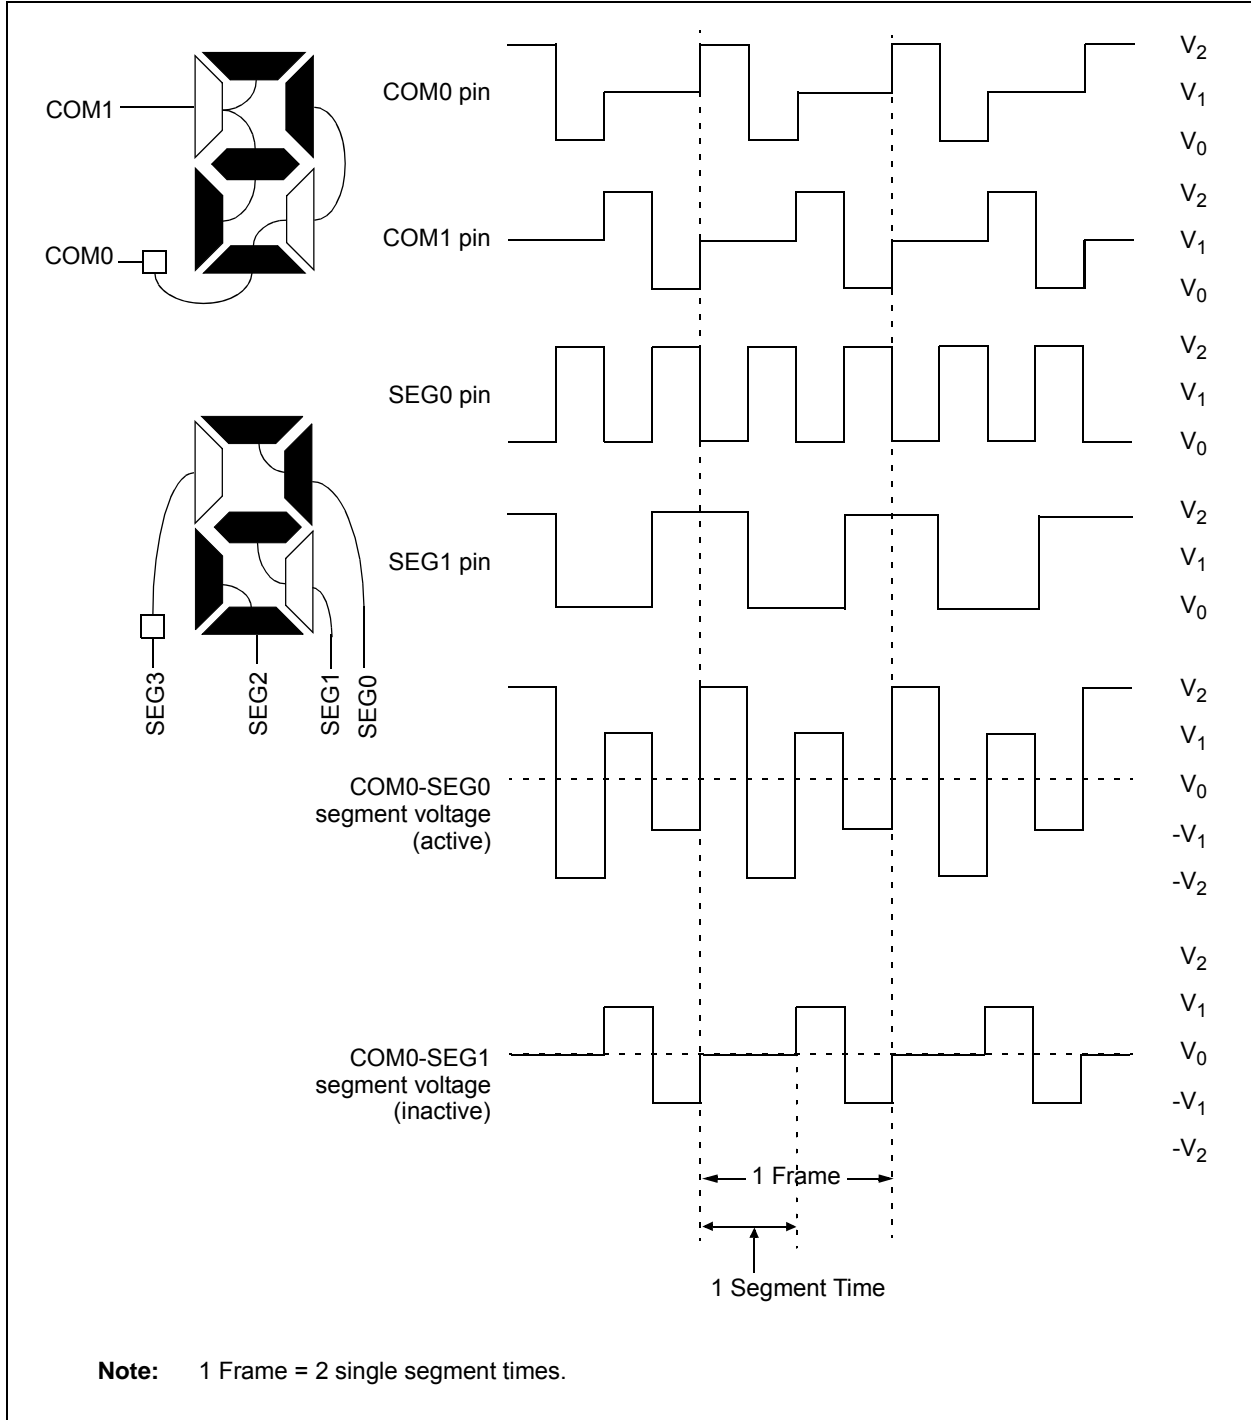 COM1
COM0
COM0 pin
V2
V1
V0
COM1 pin
V2
V1
V0
SEG0 pin
V2
V1
V0
SEG1 pin
V2
V1
V0
SEG3
SEG2
SEG1
SEG0
COM0-SEG0
segment voltage
(active)
V2
V1
V0
-V1
-V2
COM0-SEG1
segment voltage
(inactive)
V2
V1
V0
-V1
-V2
1 Frame
1 Segment Time
Note: 1 Frame = 2 single segment times.